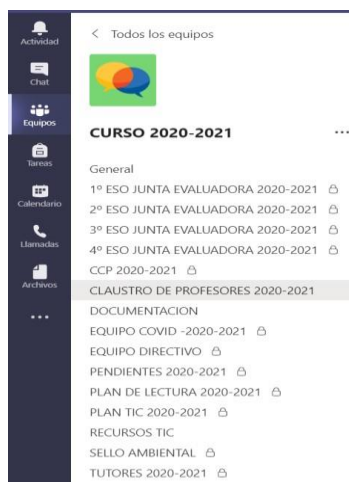 Actividad
Chat
Equipos
Tareas
Calendario
Llamadas
Archivos
...
< Todos los equipos
CURSO 2020-2021
...
General
1º ESO JUNTA EVALUADORA 2020-2021
2º ESO JUNTA EVALUADORA 2020-2021
3º ESO JUNTA EVALUADORA 2020-2021
4º ESO JUNTA EVALUADORA 2020-2021
CCP 2020-2021
CLAUSTRO DE PROFESORES 2020-2021
DOCUMENTACION
EQUIPO COVID -2020-2021
EQUIPO DIRECTIVO
PENDIENTES 2020-2021
PLAN DE LECTURA 2020-2021
PLAN TIC 2020-2021
RECURSOS TIC
SELLO AMBIENTAL
TUTORES 2020-2021